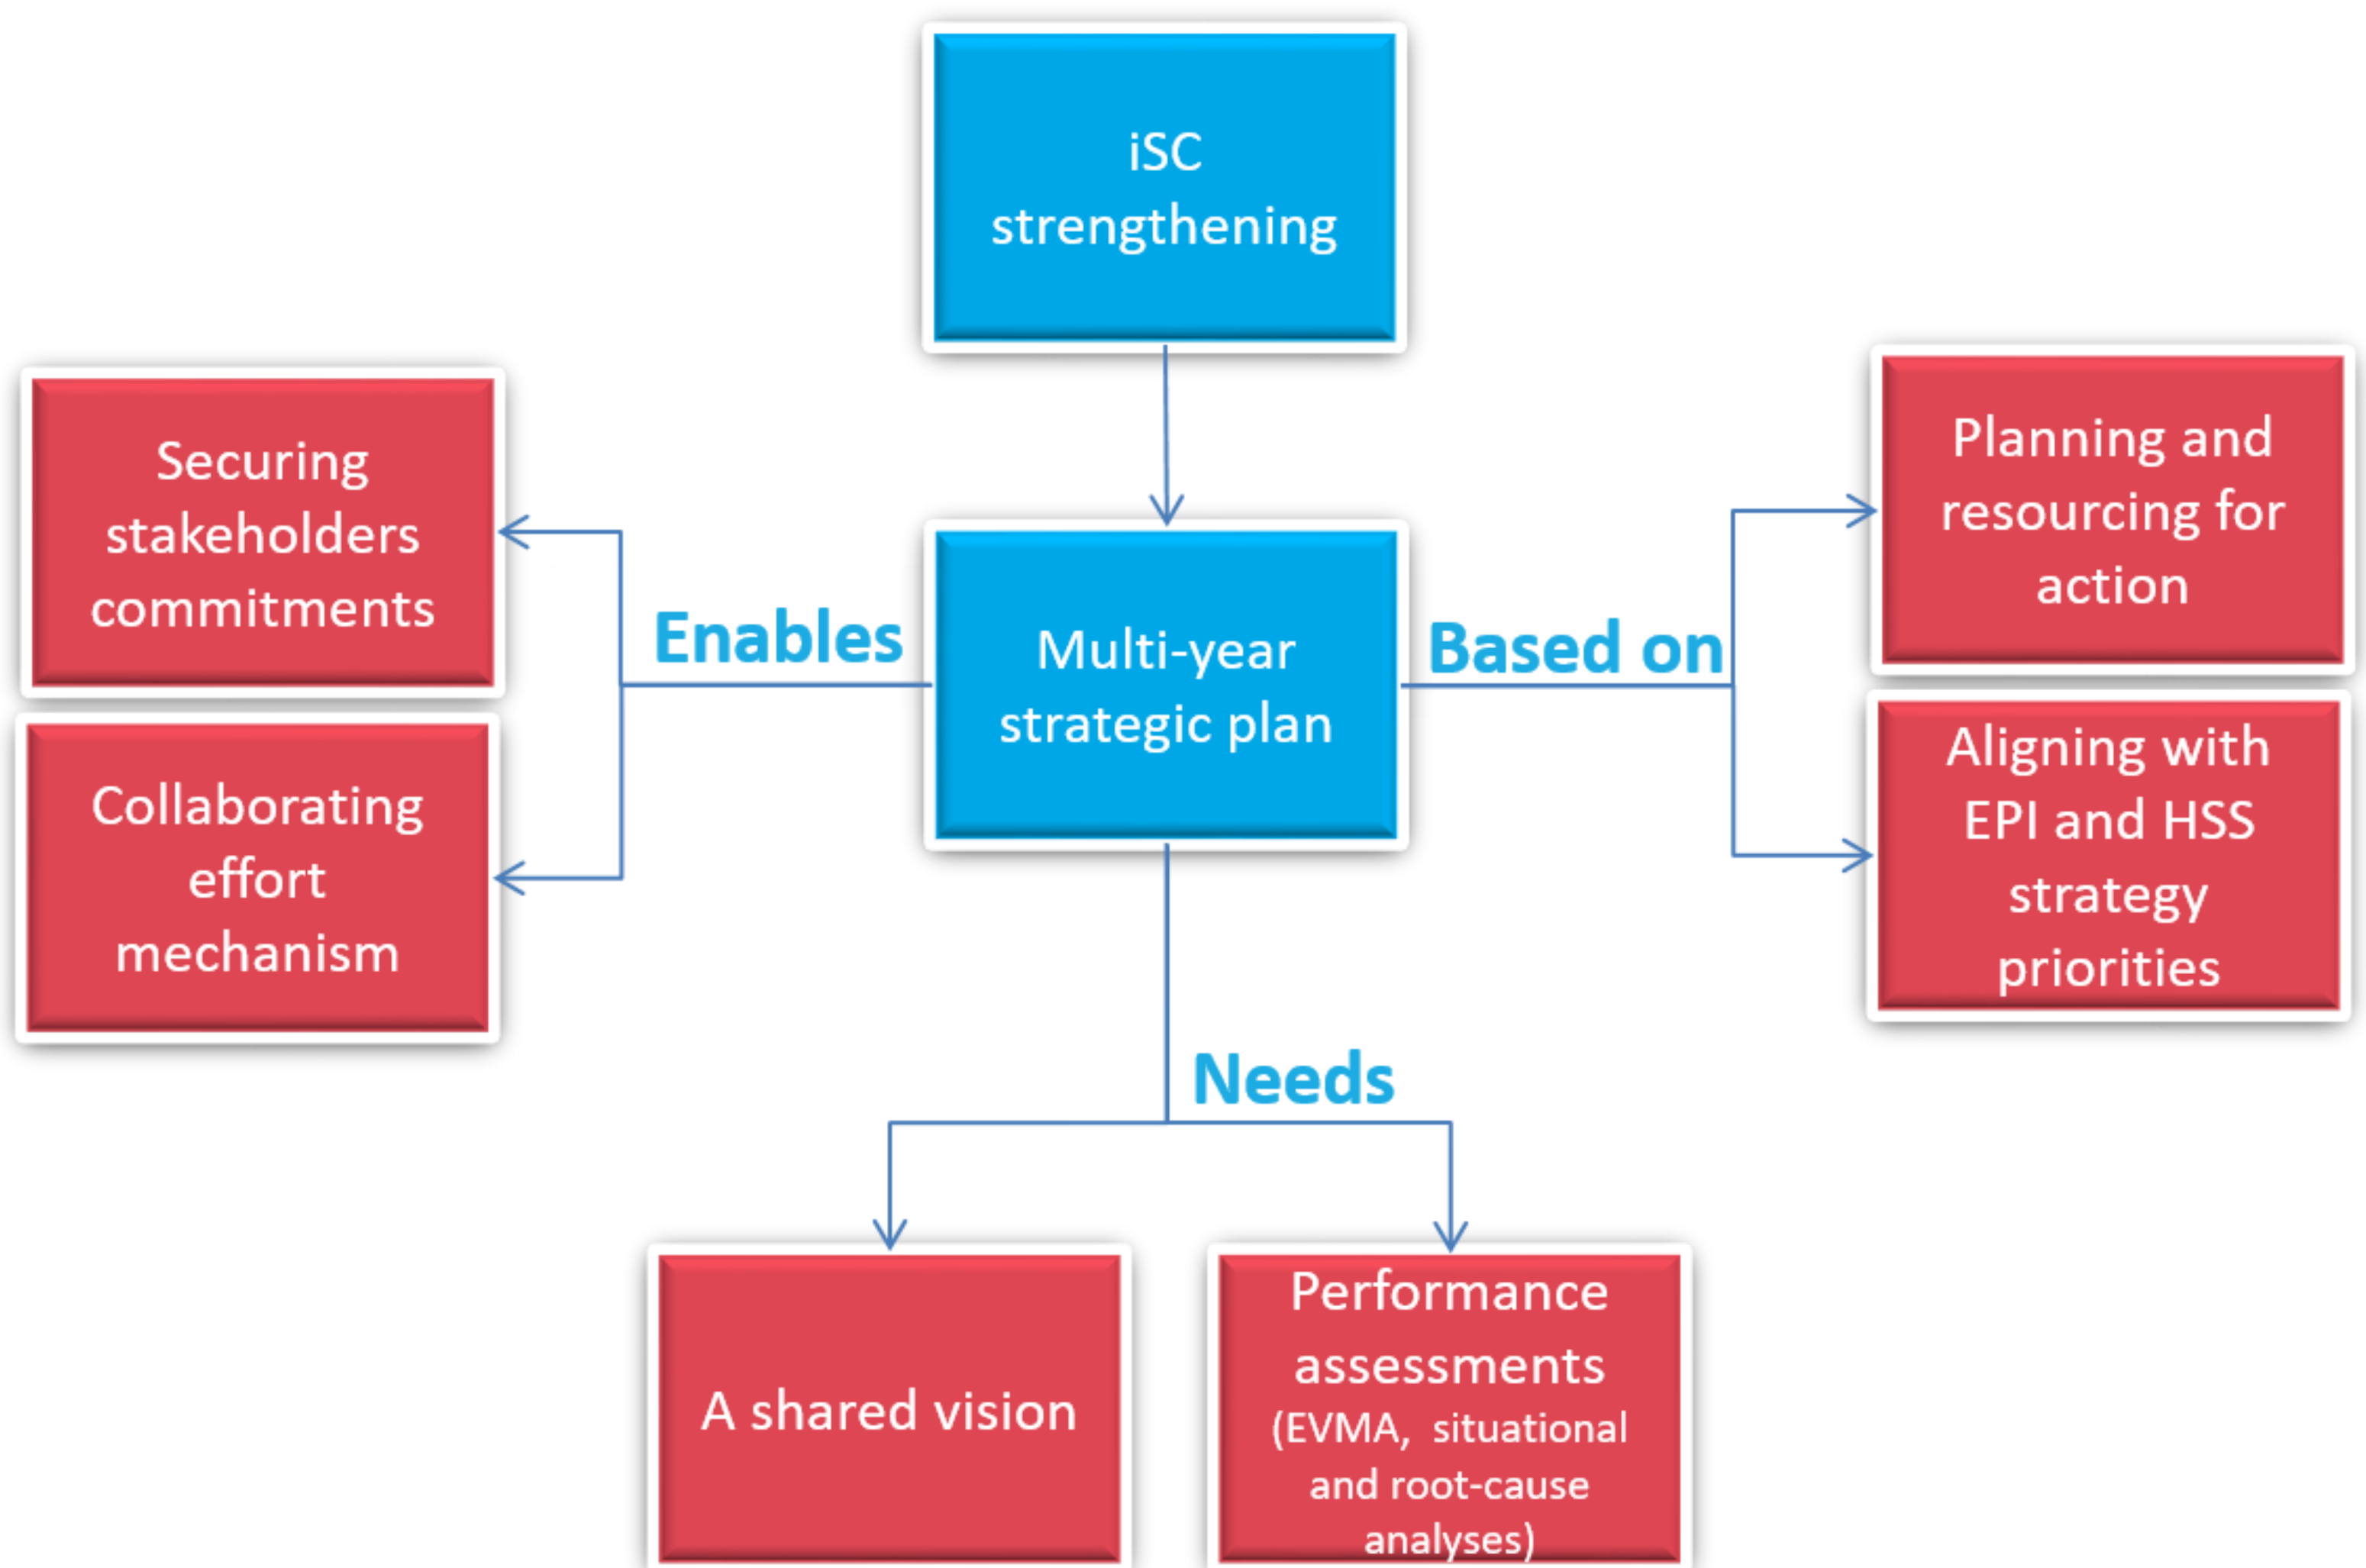 iSC
strengthening
Securing
stakeholders
commitments
Collaborating
effort
mechanism
Enables
Multi-year
strategic plan
Based on
Planning and
resourcing for
action
Aligning with
EPI and HSS
strategy
priorities
Needs
A shared vision
Performance
assessments
(EVMA, situational
and root-cause
analyses)